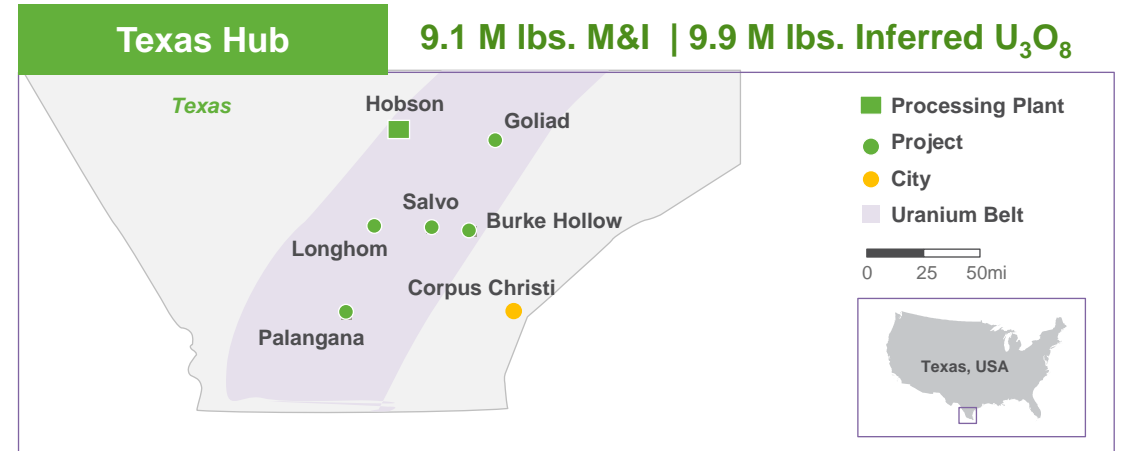 Texas Hub
9.1 M lbs. M&I | 9.9 M lbs. Inferred U₃O₈
Texas
Hobson
Goliad
Salvo
Burke Hollow
Longhom
Corpus Christi
Palangana
Processing Plant
Project
City
Uranium Belt
0 25 50mi
Texas, USA